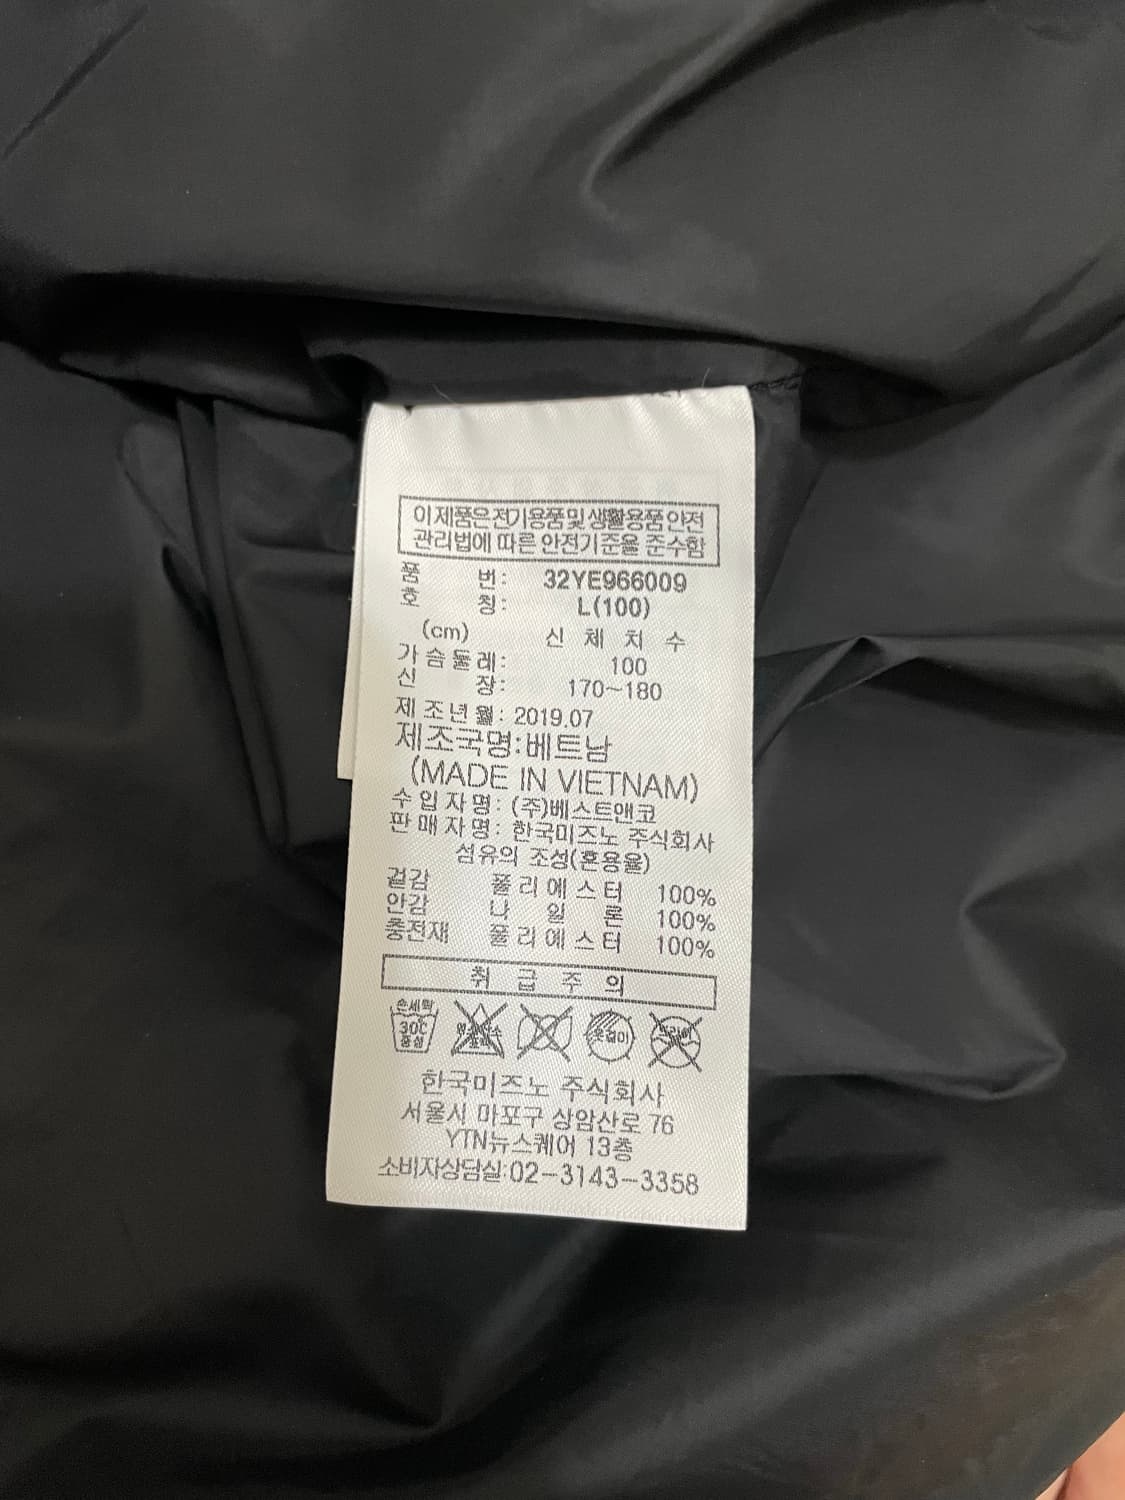 이 제품은 전기용품 및 생활용품 안전
관리법에 따른 안전기준을 준수함
품 번: 32YE966009
호 칭: L(100)
(cm) 신 체 치 수
가슴둘레: 100
신 장: 170~180
제조년월: 2019.07
제조국명:베트남
(MADE IN VIETNAM)
수입자명: (주)베스트앤코
판매자명: 한국미즈노 주식회사
섬유의 조성(혼용율)
겉감 폴리에스터 100%
안감 나 일 론 100%
충전재 폴리에스터 100%
취 급 주 의
손세탁
30℃
중성
옷걸이
드라이
한국미즈노 주식회사
서울시 마포구 상암산로 76
YTN뉴스퀘어 13층
소비자상담실:02-3143-3358